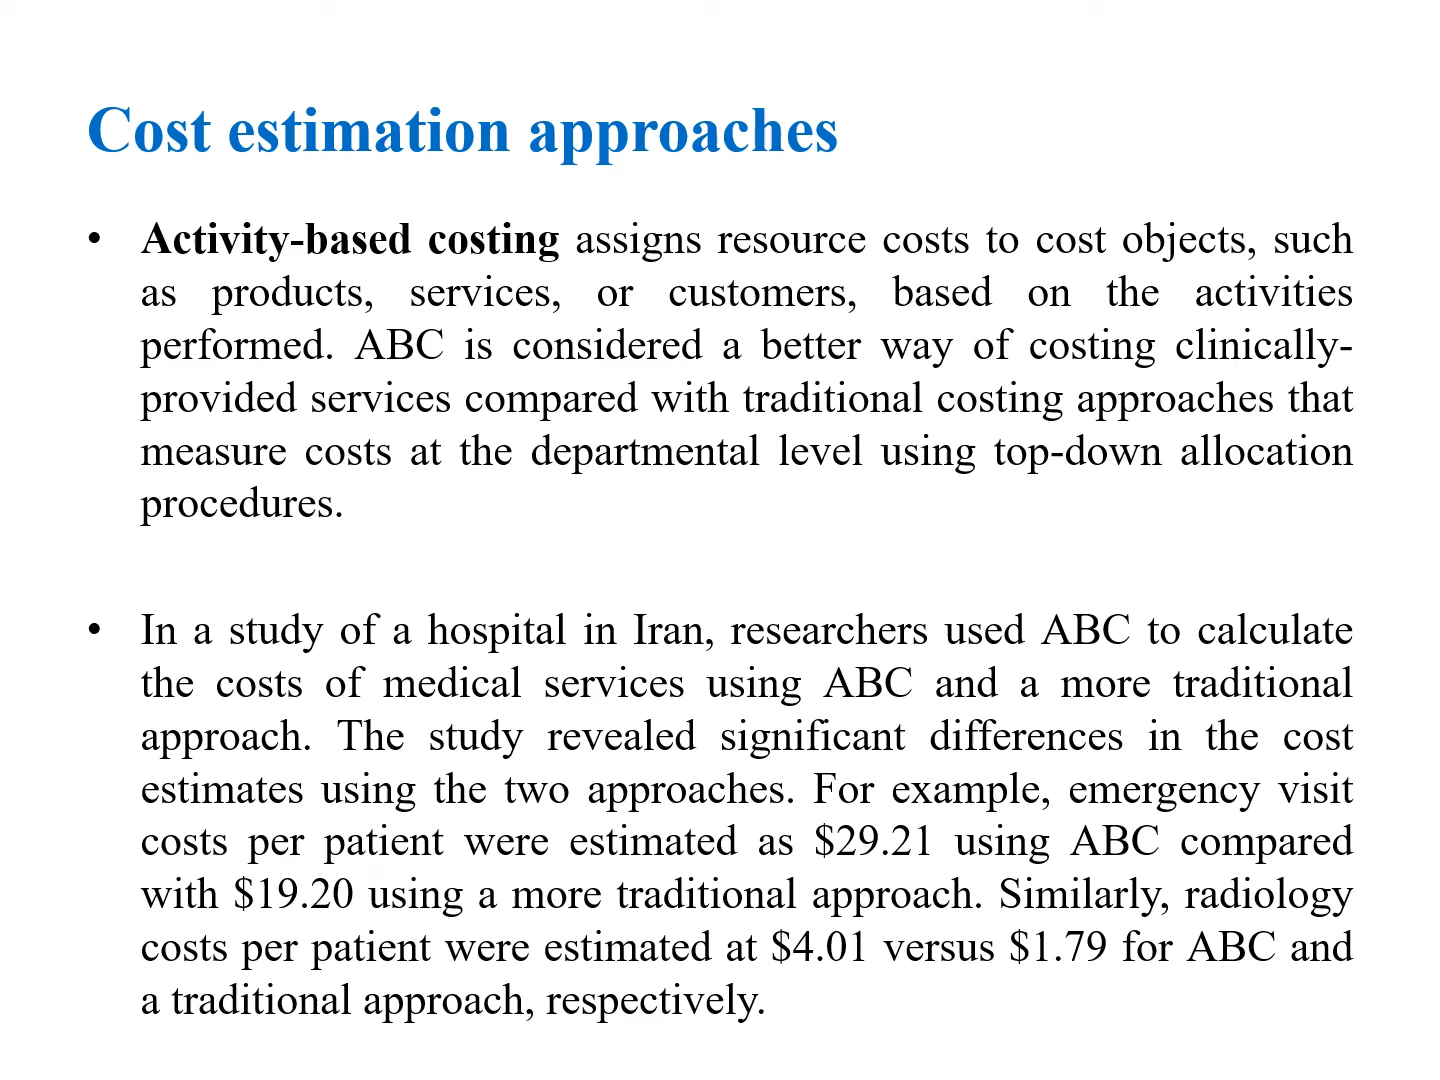 Cost estimation approaches
• Activity-based costing assigns resource costs to cost objects, such
as products, services, or customers, based on the activities
performed. ABC is considered a better way of costing clinically-
provided services compared with traditional costing approaches that
measure costs at the departmental level using top-down allocation
procedures.
• In a study of a hospital in Iran, researchers used ABC to calculate
the costs of medical services using ABC and a more traditional
approach. The study revealed significant differences in the cost
estimates using the two approaches. For example, emergency visit
costs per patient were estimated as $29.21 using ABC compared
with $19.20 using a more traditional approach. Similarly, radiology
costs per patient were estimated at $4.01 versus $1.79 for ABC and
a traditional approach, respectively.